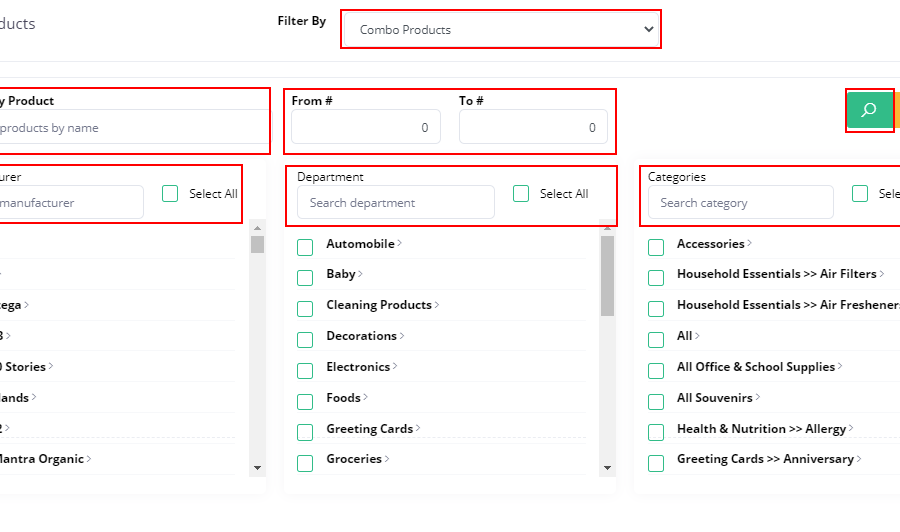 ducts
Filter By
Combo Products
y Product
products by name
From #
0
To #
0
urer
manufacturer
Select All
Department
Search department
Select All
Categories
Search category
Sele
ega
3
0 Stories
lands
2
Mantra Organic
Automobile
Baby
Cleaning Products
Decorations
Electronics
Foods
Greeting Cards
Groceries
Accessories
Household Essentials >> Air Filters
Household Essentials >> Air Fresheners
All
All Office & School Supplies
All Souvenirs
Health & Nutrition >> Allergy
Greeting Cards >> Anniversary